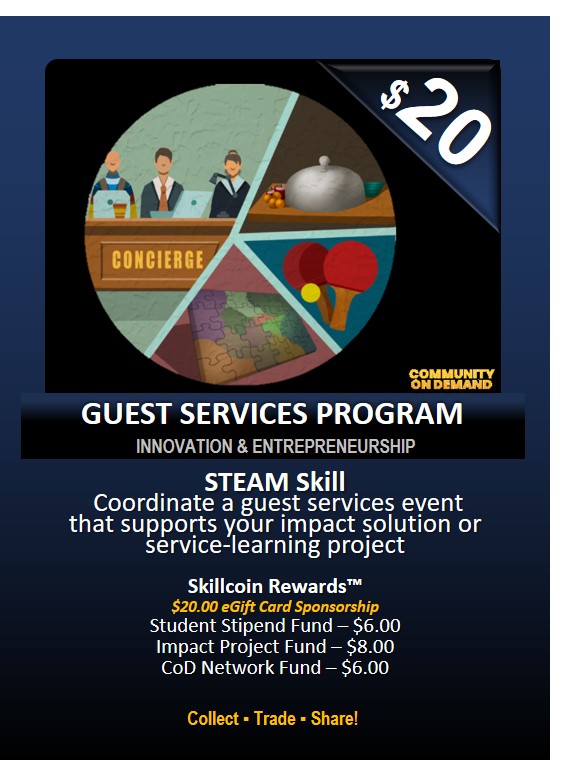 $20
CONCIERGE
COMMUNITY
ON DEMAND
GUEST SERVICES PROGRAM
INNOVATION & ENTREPRENEURSHIP
STEAM Skill
Coordinate a guest services event
that supports your impact solution or
service-learning project
Skillcoin Rewards™
$20.00 eGift Card Sponsorship
Student Stipend Fund – $6.00
Impact Project Fund – $8.00
CoD Network Fund – $6.00
Collect ▪ Trade ▪ Share!